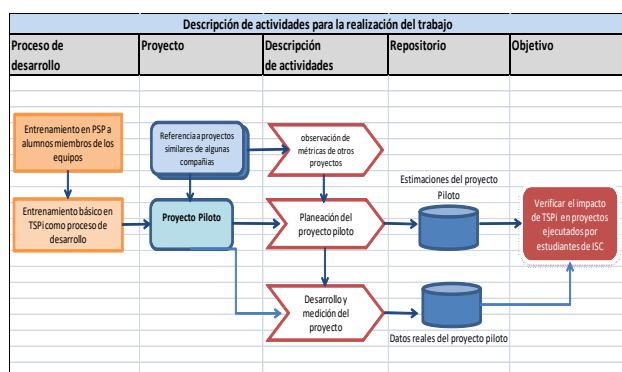 Descripción de actividades para la realización del trabajo
Proceso de
desarrollo
Proyecto
Descripción
de actividades
Repositorio
Objetivo
Entrenamiento en PSP a
alumnos miembros de los
equipos
Referencia a proyectos
similares de algunas
compañias
observación de
métricas de otros
proyectos
Estimaciones del proyecto
Piloto
Entrenamiento básico en
TSPi como proceso de
desarrollo
Proyecto Piloto
Planeación del
proyecto piloto
Verificar el impacto
de TSPi en proyectos
ejecutados por
estudiantes de ISC
Desarrollo y
medición del
proyecto
Datos reales del proyecto piloto